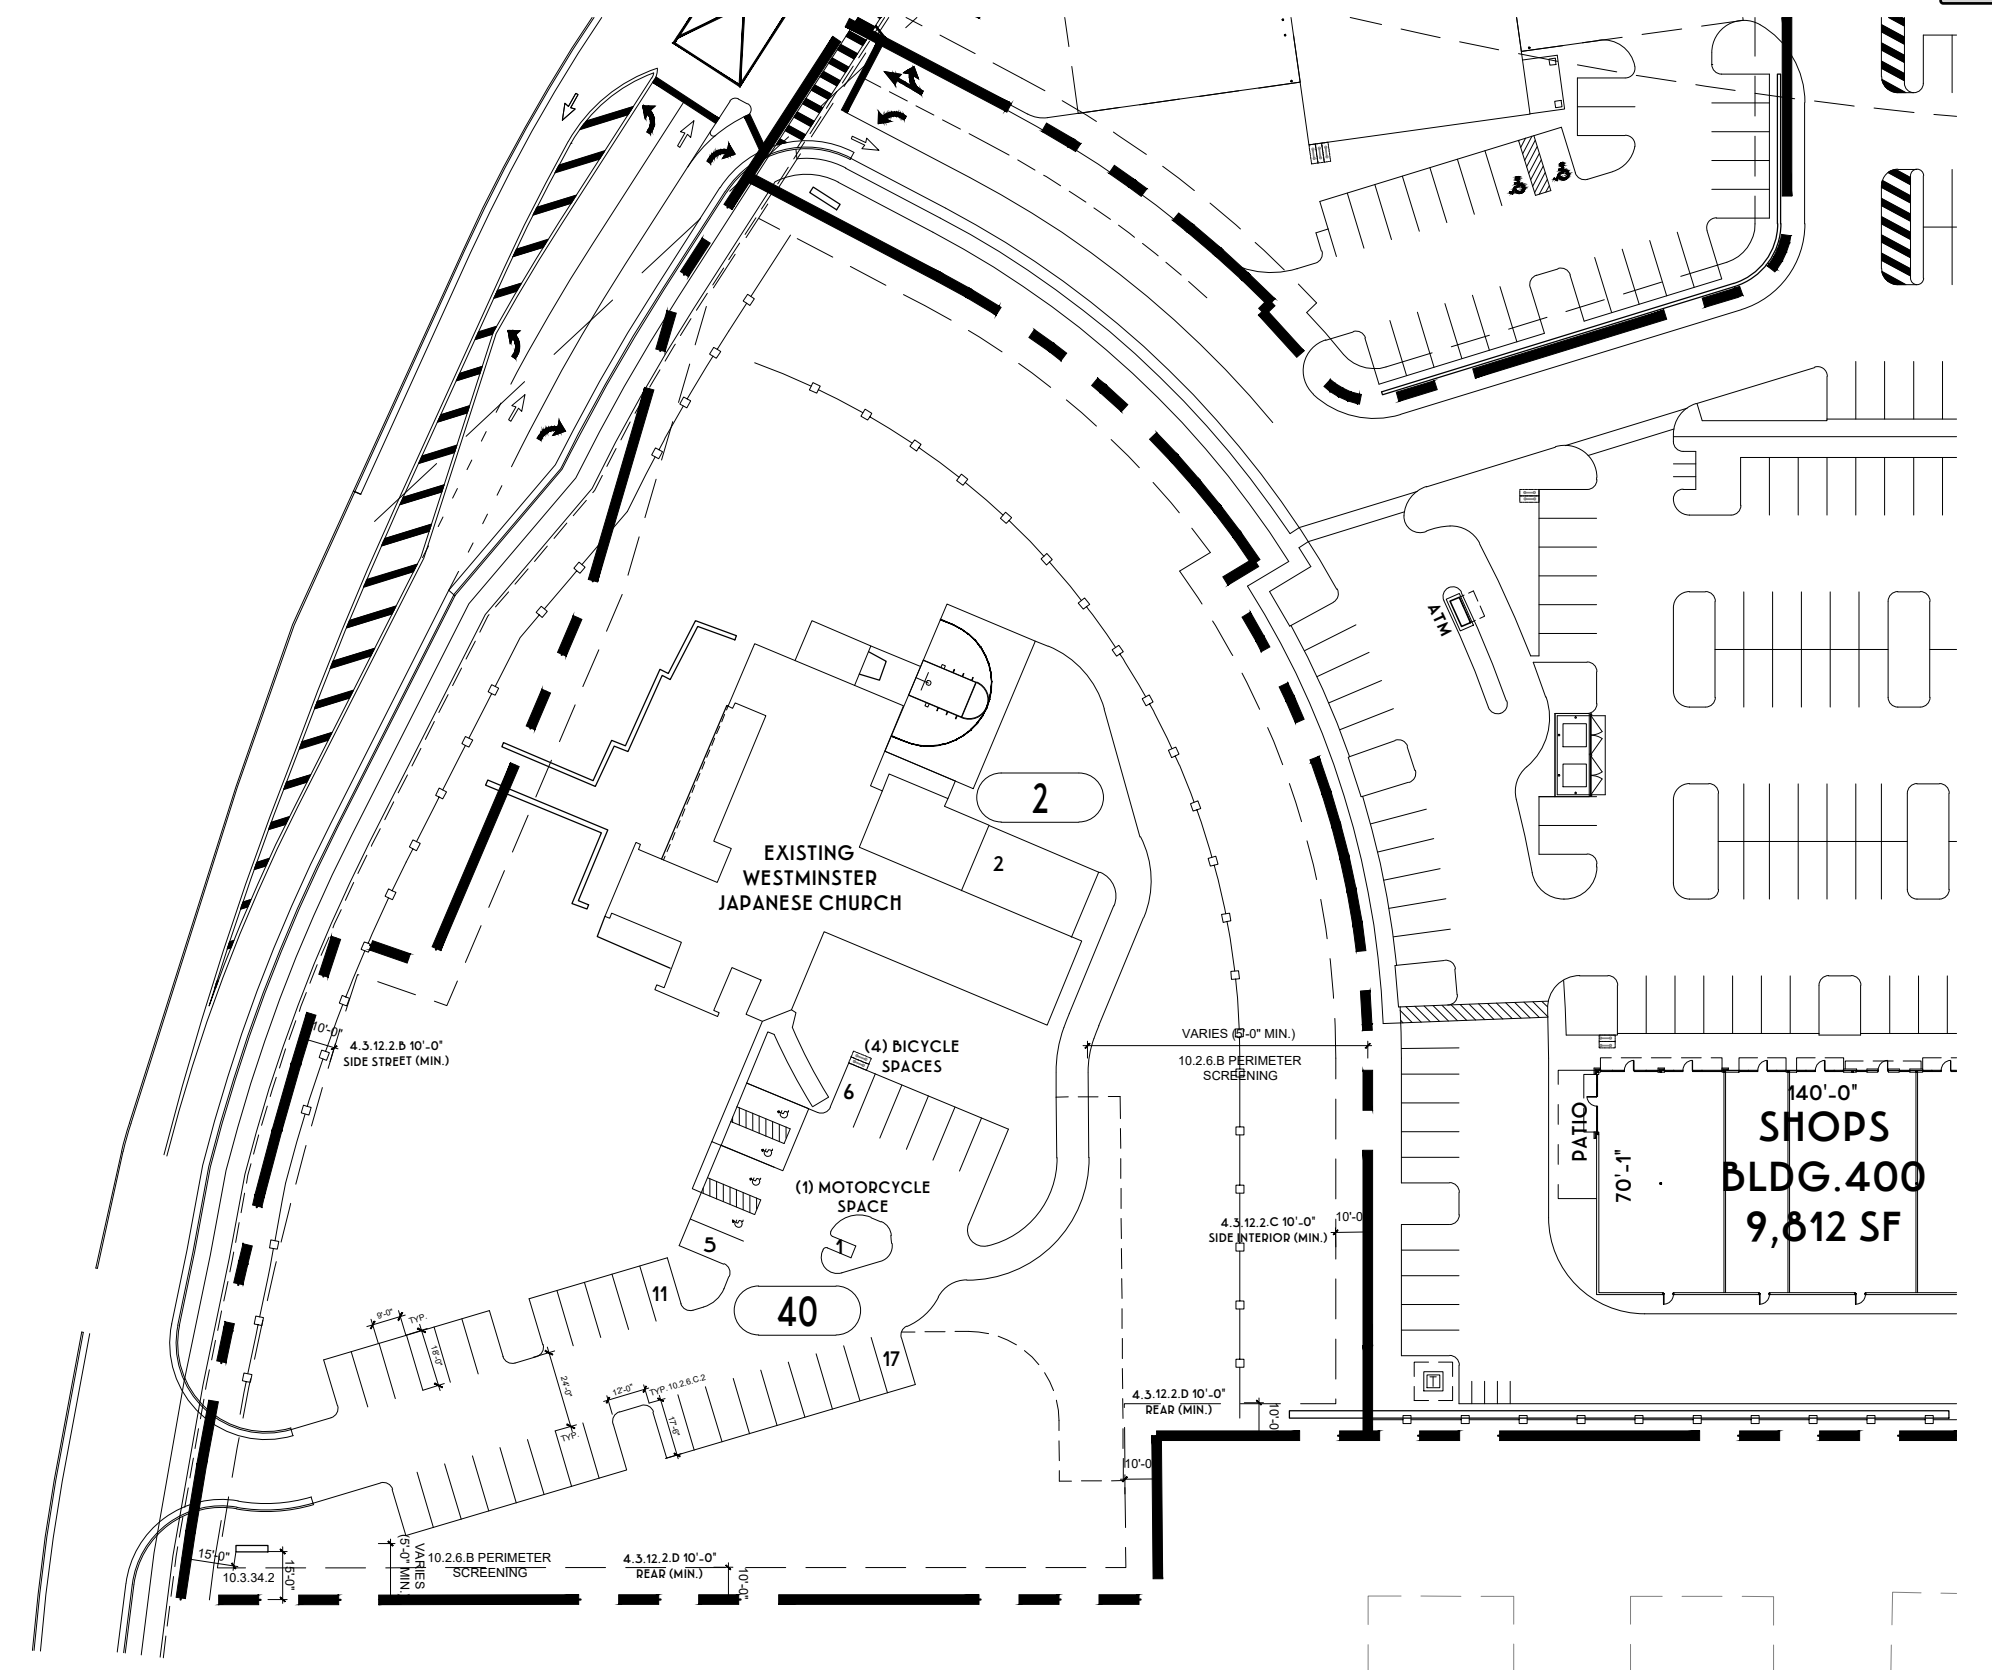 ATM
2
EXISTING
WESTMINSTER
JAPANESE CHURCH
2
10'-0"
4.3.12.2.B 10'-0"
SIDE STREET (MIN.)
(4) BICYCLE
SPACES
6
VARIES (5'-0" MIN.)
10.2.6.B PERIMETER
SCREENING
140'-0"
SHOPS
BLDG.400
9,812 SF
PATIO
70'-1"
(1) MOTORCYCLE
SPACE
1
5
4.3.12.2.C 10'-0"
SIDE INTERIOR (MIN.)
10'-0
11
40
17
9'-0"
TYP.
18'-0"
24'-0"
TYP.
12'-0"
TYP. 10.2.6.C.2
17'-6"
4.3.12.2.D 10'-0"
REAR (MIN.)
10'-0
10'-0
T
15'-0"
10.3.34.2
15'-0"
VARIES
(5'-0" MIN.)
10.2.6.B PERIMETER
SCREENING
4.3.12.2.D 10'-0"
REAR (MIN.)
10'-0"